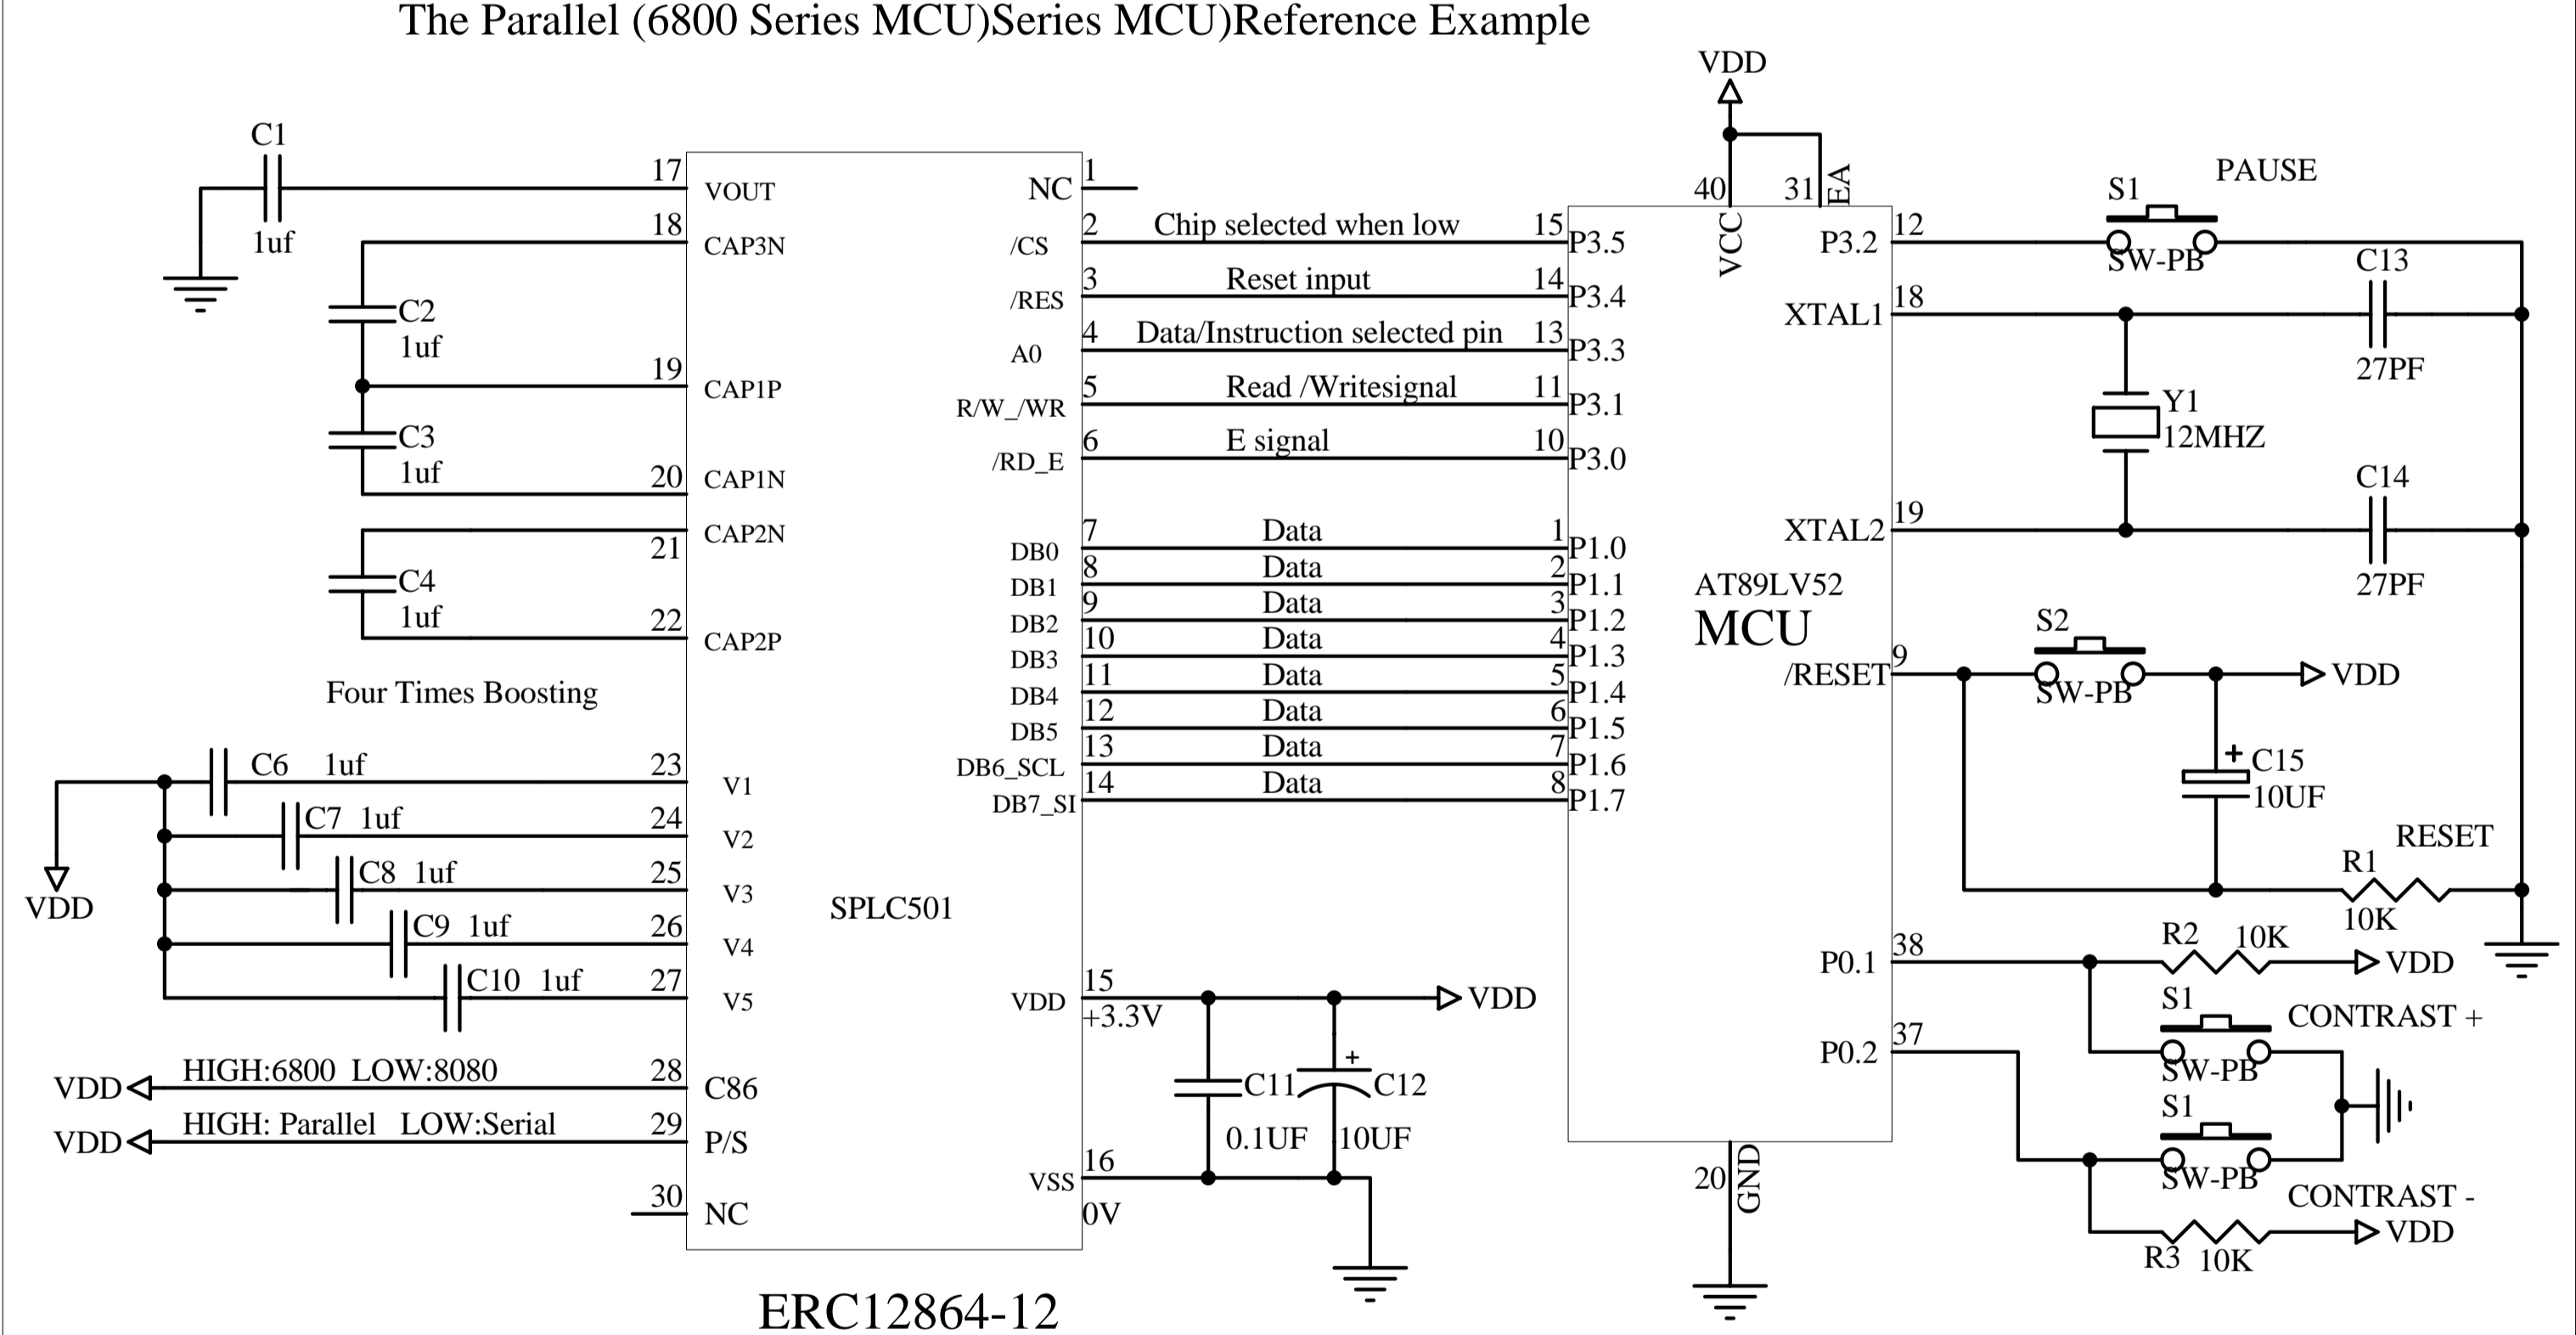 The Parallel (6800 Series MCU)Series MCU)Reference Example
C1
1uf
17
VOUT
18
CAP3N
C2
1uf
19
CAP1P
C3
1uf
20
CAP1N
CAP2N
21
C4
1uf
22
CAP2P
Four Times Boosting
C6 1uf
23
V1
C7 1uf
24
V2
C8 1uf
25
V3
C9 1uf
26
V4
C10 1uf
27
V5
VDD
HIGH:6800 LOW:8080
VDD
28
C86
HIGH: Parallel LOW:Serial
VDD
29
P/S
30
NC
SPLC501
ERC12864-12
NC
1
/CS
2
Chip selected when low
15
P3.5
/RES
3
Reset input
14
P3.4
A0
4
Data/Instruction selected pin
13
P3.3
R/W_/WR
5
Read /Writesignal
11
P3.1
/RD_E
6
E signal
10
P3.0
DB0
7
Data
1
P1.0
DB1
8
Data
2
P1.1
DB2
9
Data
3
P1.2
DB3
10
Data
4
P1.3
DB4
11
Data
5
P1.4
DB5
12
Data
6
P1.5
DB6_SCL
13
Data
7
P1.6
DB7_SI
14
Data
8
P1.7
VDD
15
+3.3V
VDD
C11
0.1UF
+
C12
10UF
VSS
16
0V
VDD
40
VCC
31
EA
AT89LV52
MCU
20
GND
P3.2
12
S1
SW-PB
PAUSE
XTAL1
18
C13
27PF
Y1
12MHZ
XTAL2
19
C14
27PF
/RESET
9
S2
SW-PB
VDD
+
C15
10UF
RESET
R1
10K
P0.1
38
R2 10K
VDD
S1
SW-PB
CONTRAST +
P0.2
37
S1
SW-PB
CONTRAST -
R3 10K
VDD